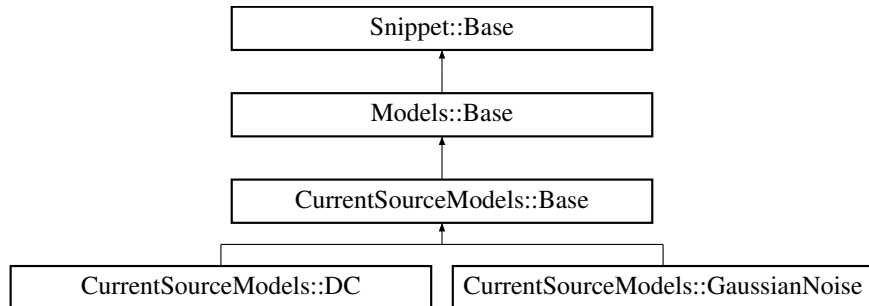 Snippet::Base
Models::Base
CurrentSourceModels::Base
CurrentSourceModels::DC
CurrentSourceModels::GaussianNoise